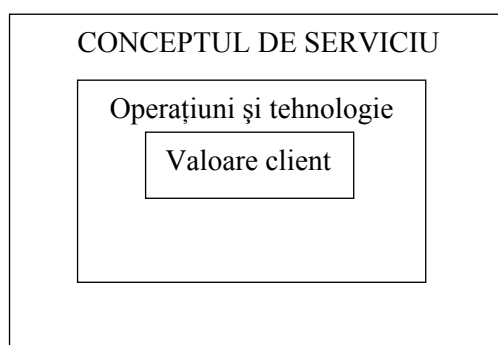 CONCEPTUL DE SERVICIU
Operațiuni şi tehnologie
Valoare client